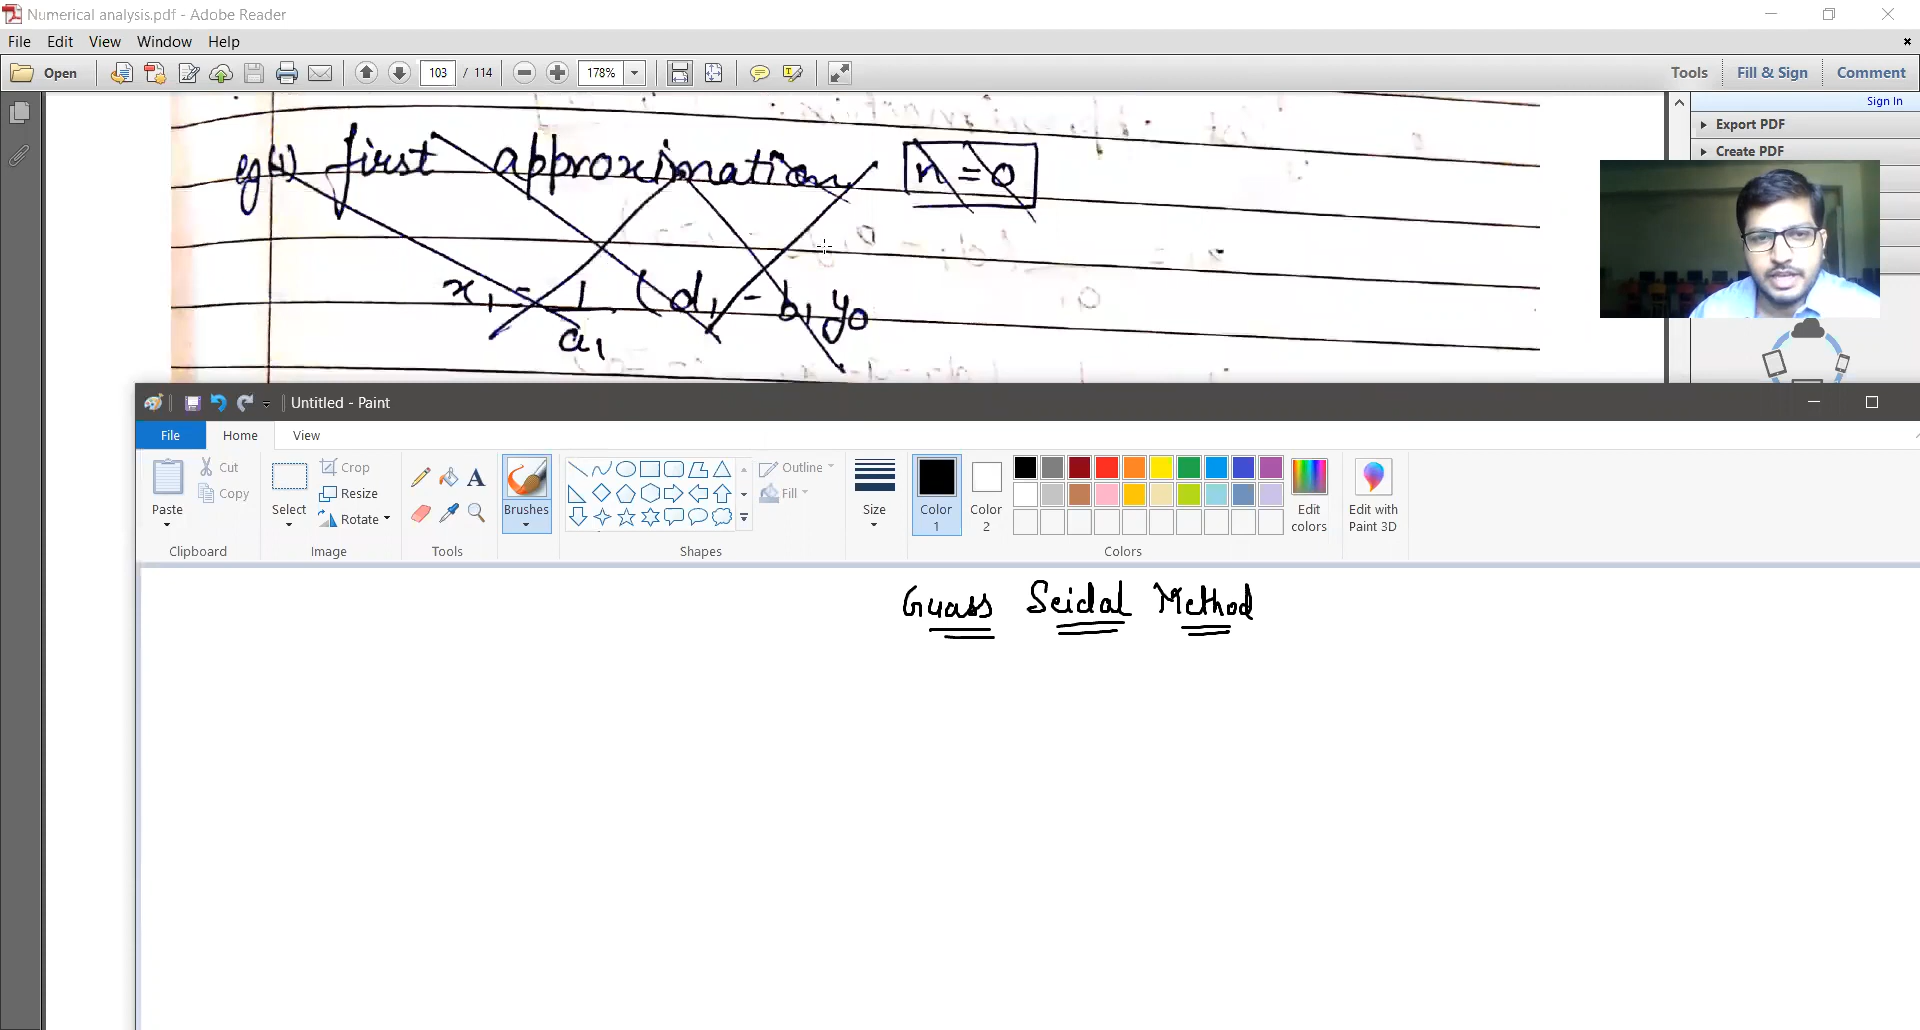 Numerical analysis.pdf - Adobe Reader
File Edit View Window Help
Open 103 / 114 178% Tools Fill & Sign Comment
Sign In
Export PDF
Create PDF
eg(1) first approximation n = 0
x₁ = 1/a₁ ( d₁ - b₁ y₀
Untitled - Paint
File Home View
Paste Cut Copy Select Crop Resize Rotate Brushes Outline Fill Size Color 1 Color 2 Edit colors Edit with Paint 3D
Clipboard Image Tools Shapes Colors
Guass Seidal Method